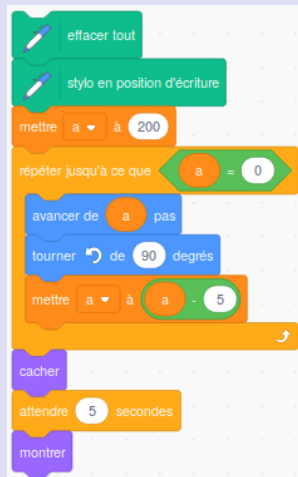 effacer tout
stylo en position d'écriture
mettre a à 200
répéter jusqu'à ce que a = 0
avancer de a pas
tourner de 90 degrés
mettre a à a - 5
cacher
attendre 5 secondes
montrer